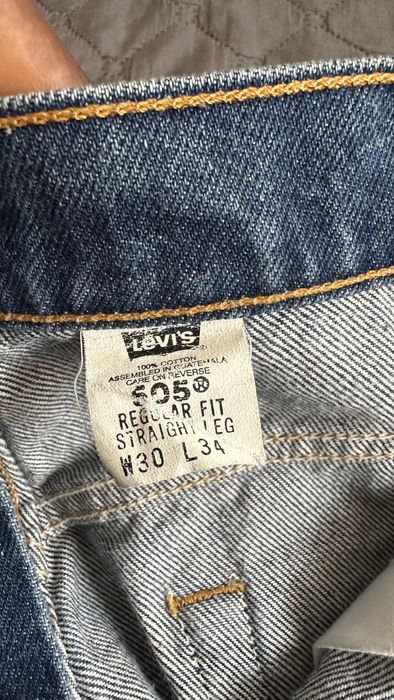 LEVI'S
100% COTTON
ASSEMBLED IN GUATEMALA
CARE ON REVERSE
505®
REGULAR FIT
STRAIGHT LEG
W30 L34